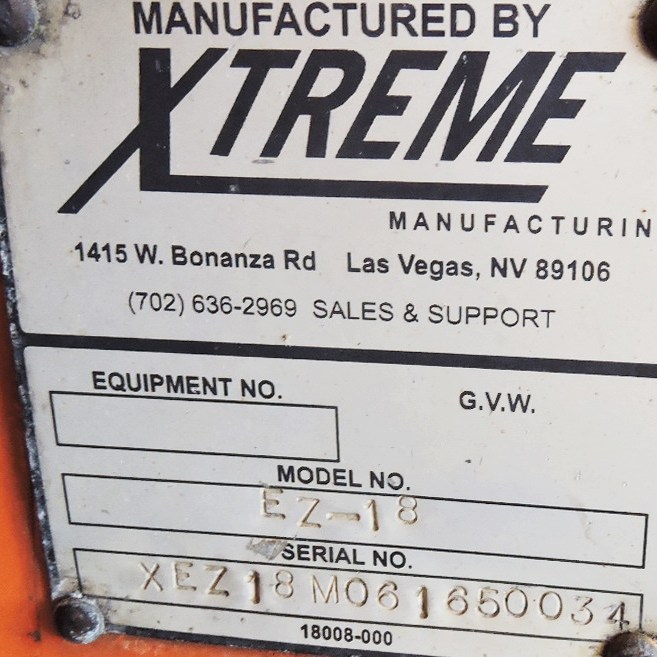 MANUFACTURED BY
XTREME
MANUFACTURIN
1415 W. Bonanza Rd Las Vegas, NV 89106
(702) 636-2969 SALES & SUPPORT
EQUIPMENT NO.
G.V.W.
MODEL NO.
EZ-18
SERIAL NO.
XEZ18M061650034
18008-000